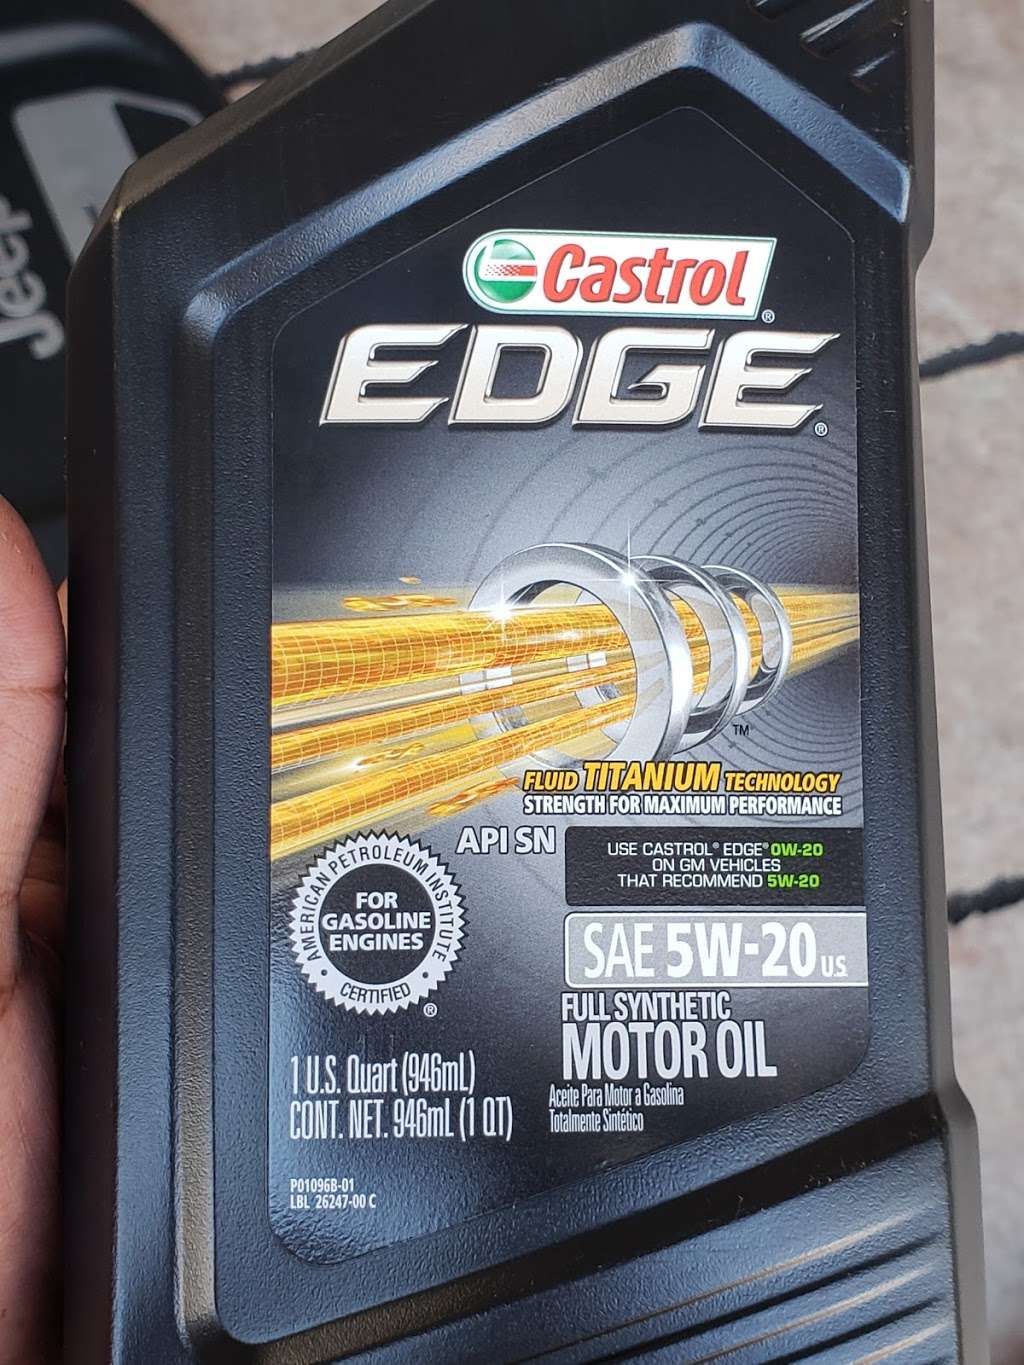 Jeep
Castrol®
EDGE®
TM
FLUID TITANIUM TECHNOLOGY
STRENGTH FOR MAXIMUM PERFORMANCE
API SN
USE CASTROL® EDGE® 0W-20
ON GM VEHICLES
THAT RECOMMEND 5W-20
AMERICAN PETROLEUM INSTITUTE
FOR
GASOLINE
ENGINES
CERTIFIED
®
SAE 5W-20 U.S.
FULL SYNTHETIC
MOTOR OIL
Aceite Para Motor a Gasolina
Totalmente Sintético
1 U.S. Quart (946mL)
CONT. NET. 946mL (1 QT)
P01096B-01
LBL 26247-00 C